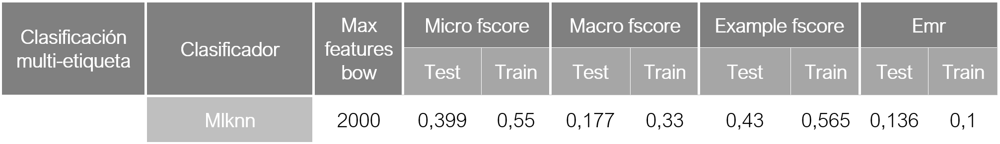 Clasificación
multi-etiqueta
Clasificador
Max
features
bow
Micro fscore
Macro fscore
Example fscore
Emr
Test
Train
Test
Train
Test
Train
Test
Train
Mlknn
2000
0,399
0,55
0,177
0,33
0,43
0,565
0,136
0,1